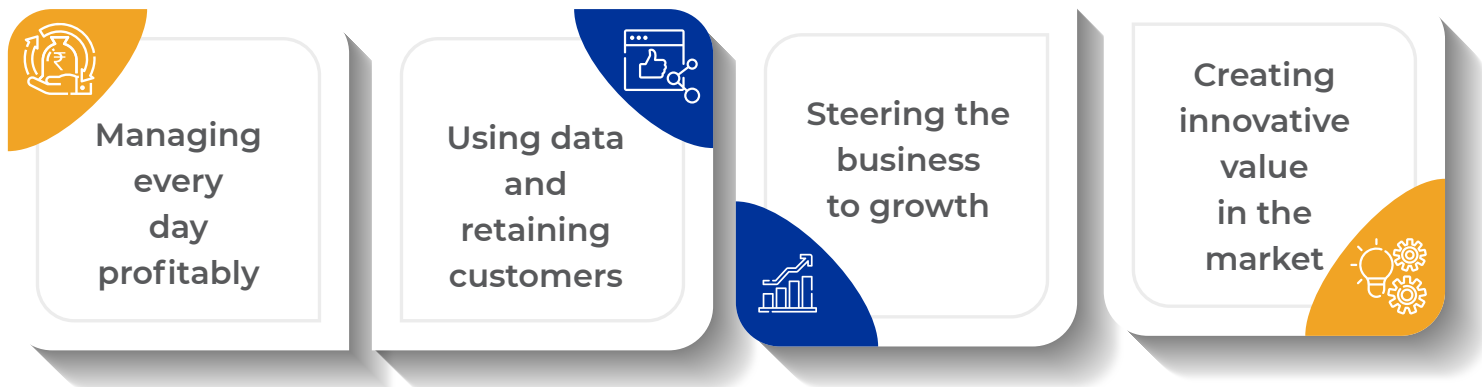 Managing
every
day
profitably
Using data
and
retaining
customers
Steering the
business
to growth
Creating
innovative
value
in the
market